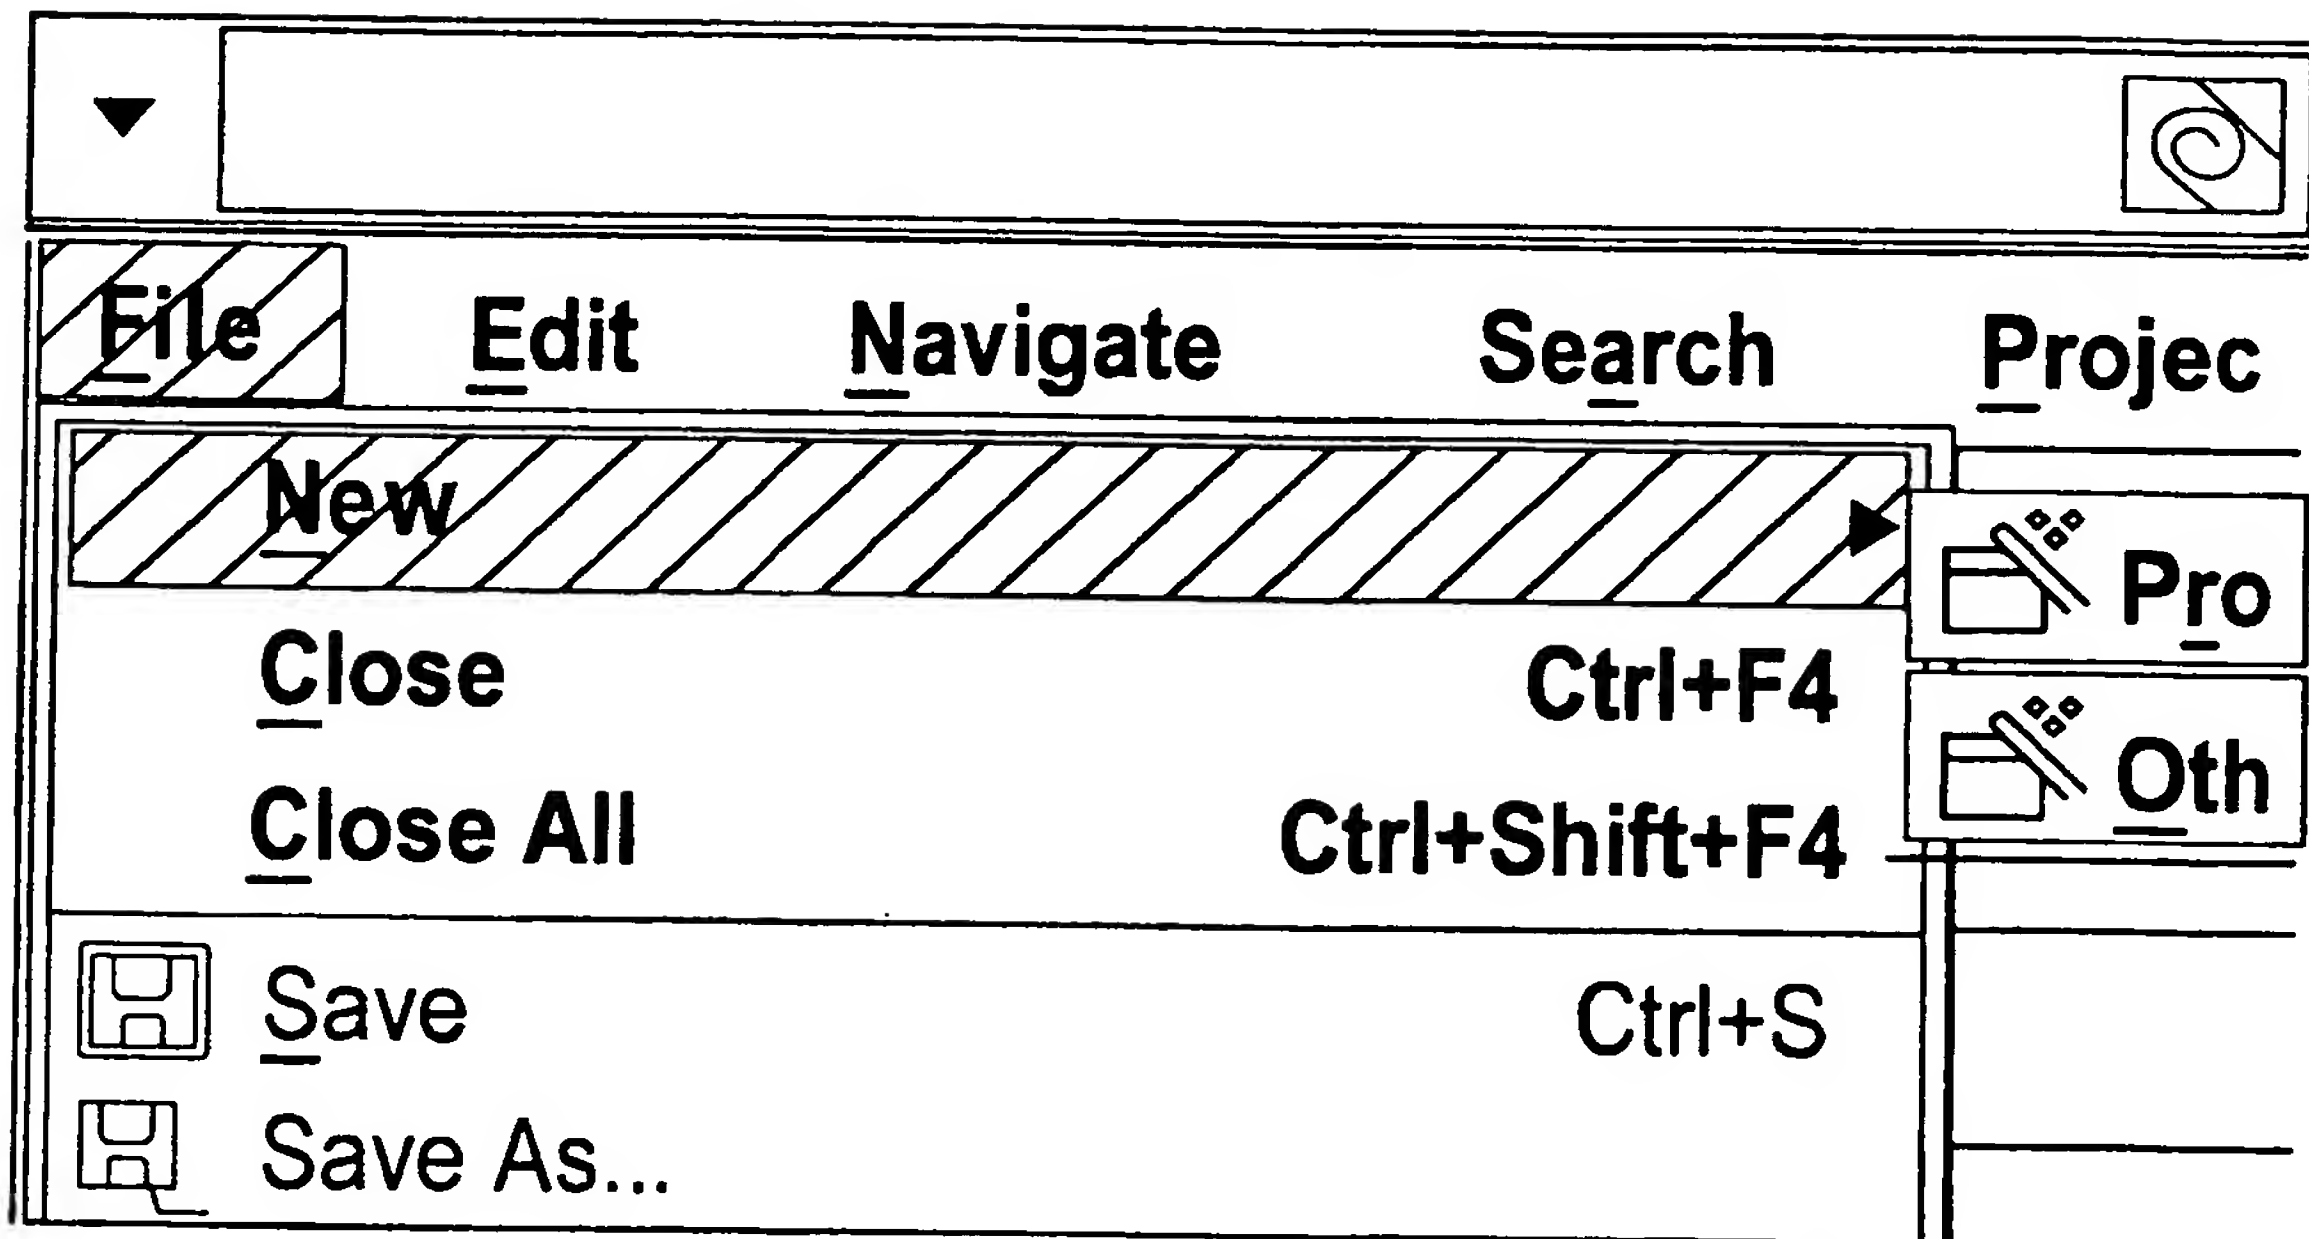 File Edit Navigate Search Projec
New
Pro
Close Ctrl+F4
Oth
Close All Ctrl+Shift+F4
Save Ctrl+S
Save As...